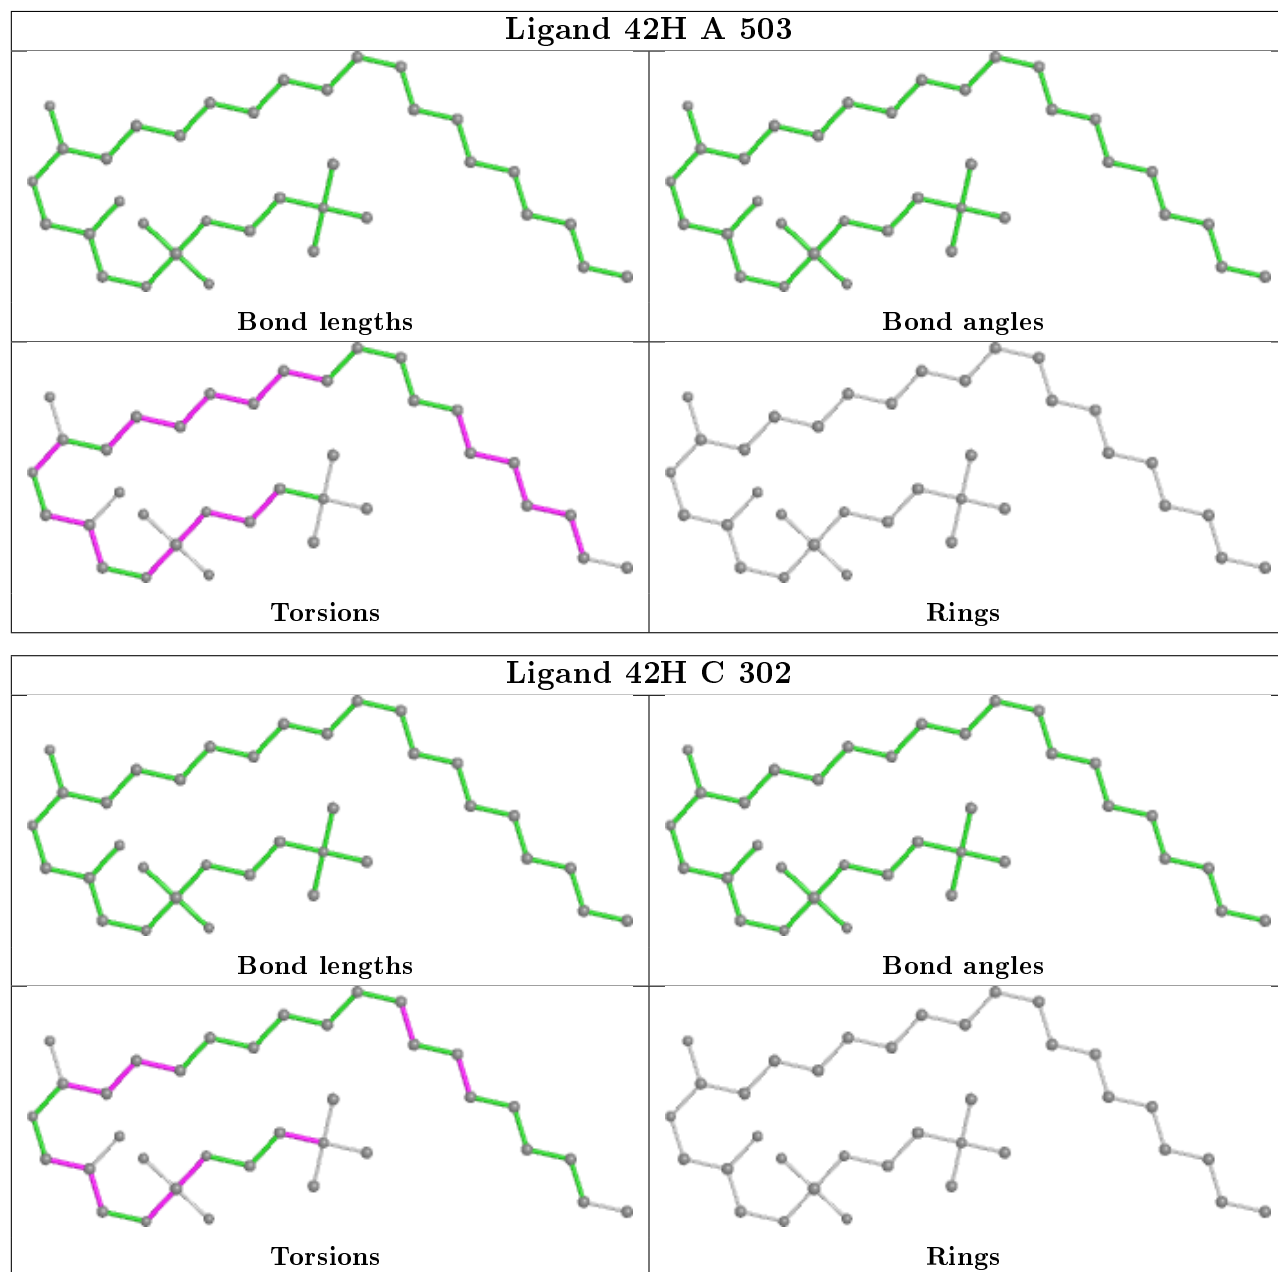 Ligand 42H A 503
Bond lengths
Bond angles
Torsions
Rings
Ligand 42H C 302
Bond lengths
Bond angles
Torsions
Rings